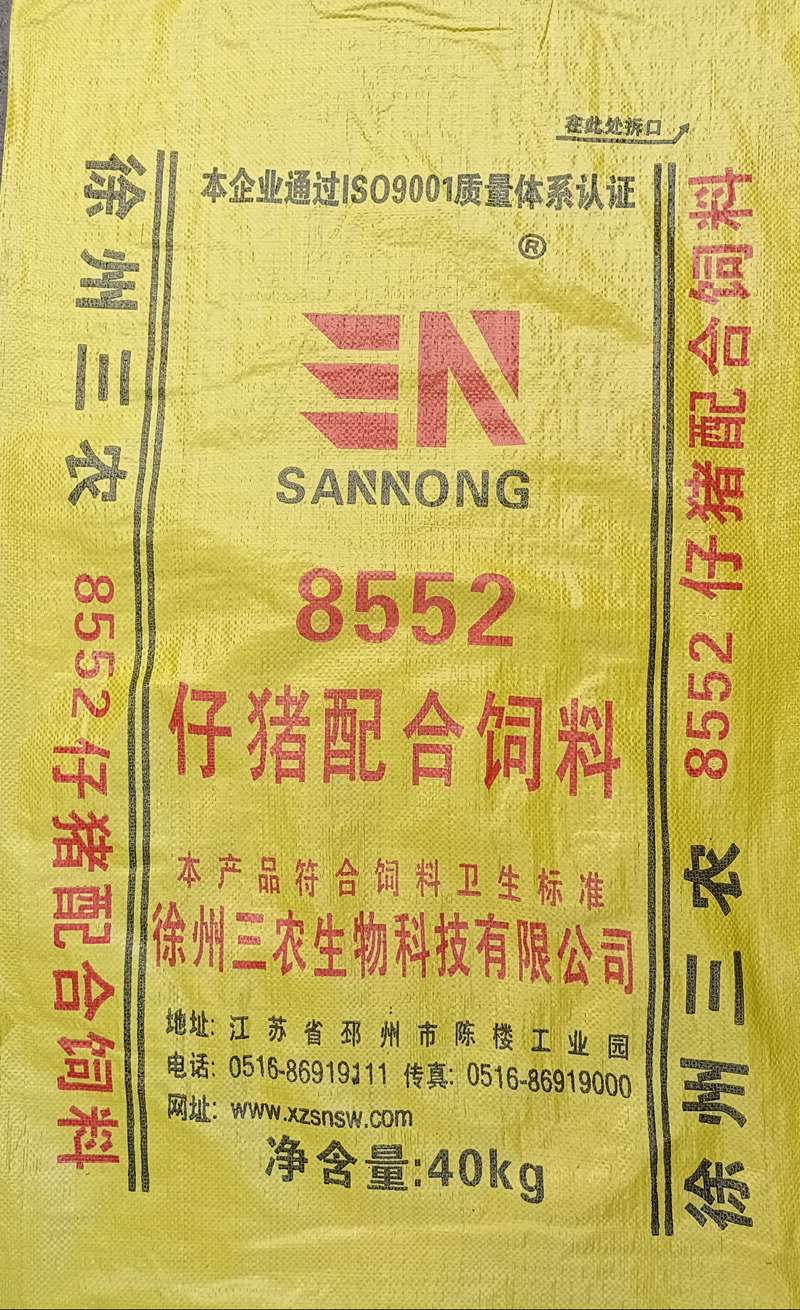 在此处拆口
本企业通过ISO9001质量体系认证
®
SANNONG
8552
仔猪配合饲料
本产品符合饲料卫生标准
徐州三农生物科技有限公司
地址：江苏省邳州市陈楼工业园
电话：0516-86919111 传真：0516-86919000
网址：www.xzsnsw.com
净含量：40kg
徐州三农 8552仔猪配合饲料
徐州三农 8552仔猪配合饲料